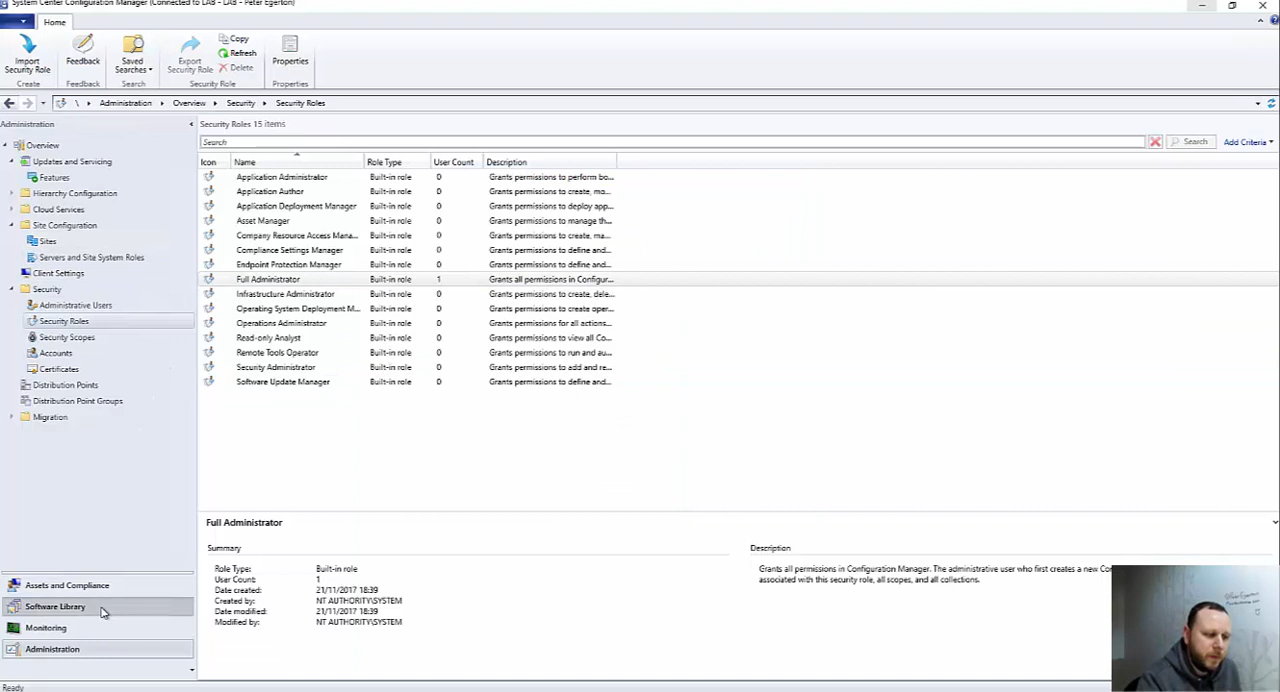 System Center Configuration Manager (Connected to LAB - LAB - Peter Egerton)
Home
Import Security Role
Feedback
Saved Searches
Export Security Role
Copy
Refresh
Delete
Properties
Create
Feedback
Search
Security Role
Properties
\ Administration Overview Security Security Roles
Administration
Overview
Updates and Servicing
Features
Hierarchy Configuration
Cloud Services
Site Configuration
Sites
Servers and Site System Roles
Client Settings
Security
Administrative Users
Security Roles
Security Scopes
Accounts
Certificates
Distribution Points
Distribution Point Groups
Migration
Assets and Compliance
Software Library
Monitoring
Administration
Ready
Security Roles 15 items
Search
Search
Add Criteria
Icon Name Role Type User Count Description
Application Administrator Built-in role 0 Grants permissions to perform bo...
Application Author Built-in role 0 Grants permissions to create, mo...
Application Deployment Manager Built-in role 0 Grants permissions to deploy app...
Asset Manager Built-in role 0 Grants permissions to manage th...
Company Resource Access Mana... Built-in role 0 Grants permissions to create, ma...
Compliance Settings Manager Built-in role 0 Grants permissions to define and...
Endpoint Protection Manager Built-in role 0 Grants permissions to define and...
Full Administrator Built-in role 1 Grants all permissions in Configur...
Infrastructure Administrator Built-in role 0 Grants permissions to create, dele...
Operating System Deployment M... Built-in role 0 Grants permissions to create oper...
Operations Administrator Built-in role 0 Grants permissions for all actions...
Read-only Analyst Built-in role 0 Grants permissions to view all Co...
Remote Tools Operator Built-in role 0 Grants permissions to run and au...
Security Administrator Built-in role 0 Grants permissions to add and re...
Software Update Manager Built-in role 0 Grants permissions to define and...
Full Administrator
Summary
Role Type: Built-in role
User Count: 1
Date created: 21/11/2017 18:39
Created by: NT AUTHORITY\SYSTEM
Date modified: 21/11/2017 18:39
Modified by: NT AUTHORITY\SYSTEM
Description
Grants all permissions in Configuration Manager. The administrative user who first creates a new Co
associated with this security role, all scopes, and all collections.